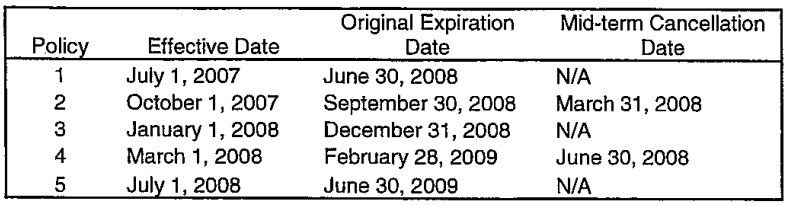 Original Expiration Mid-term Cancellation
Policy Effective Date Date Date
1 July 1, 2007 June 30, 2008 N/A
2 October 1, 2007 September 30, 2008 March 31, 2008
3 January 1, 2008 December 31, 2008 N/A
4 March 1, 2008 February 28, 2009 June 30, 2008
5 July 1, 2008 June 30, 2009 N/A